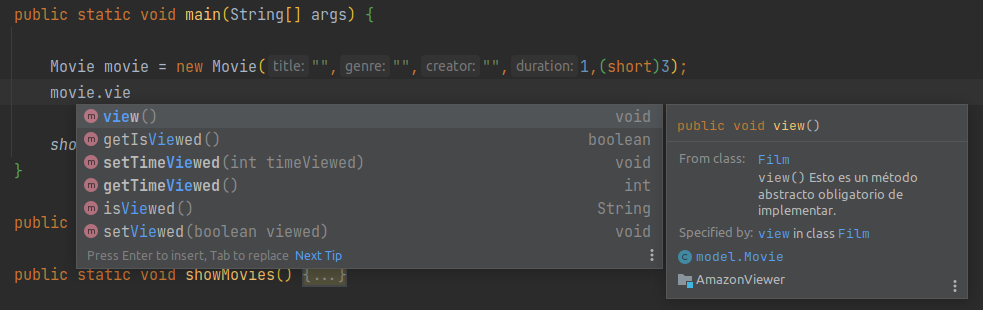 public static void main(String[] args) {
Movie movie = new Movie( title: "", genre: "", creator: "", duration: 1,(short)3);
movie.vie
view() void
getIsViewed() boolean
sho
setTimeViewed(int timeViewed) void
}
getTimeViewed() int
isViewed() String
public
setViewed(boolean viewed) void
Press Enter to insert, Tab to replace Next Tip
public static void showMovies() {...}
public void view()
From class: Film
view() Esto es un método
abstracto obligatorio de
implementar.
Specified by: view in class Film
model.Movie
AmazonViewer